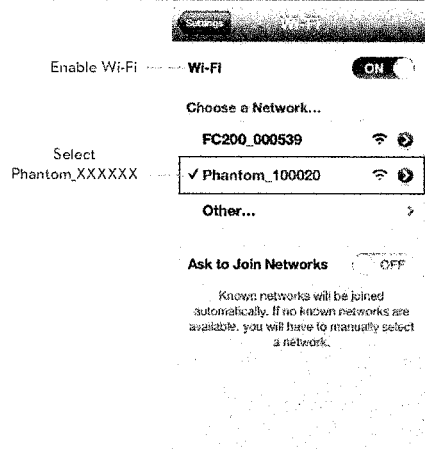 Settings
Wi-Fi
Enable Wi-Fi
Wi-Fi
ON
Choose a Network...
FC200_000539
Select
Phantom_XXXXXX
✓ Phantom_100020
Other...
Ask to Join Networks
OFF
Known networks will be joined
automatically. If no known networks are
available, you will have to manually select
a network.